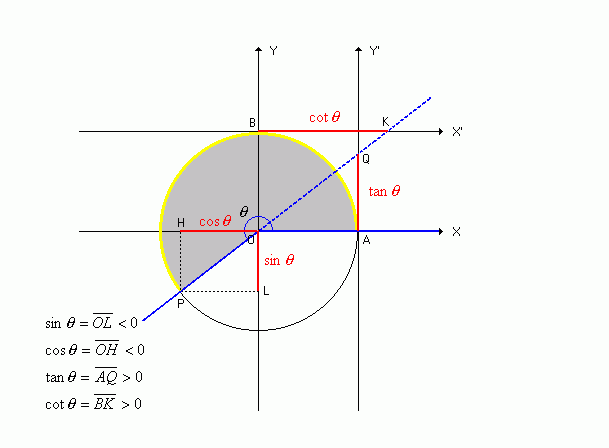 Y Y'
B cot θ K X'
Q
tan θ
H cos θ θ
O A X
sin θ
L
P
sin θ = OL < 0
cos θ = OH < 0
tan θ = AQ > 0
cot θ = BK > 0